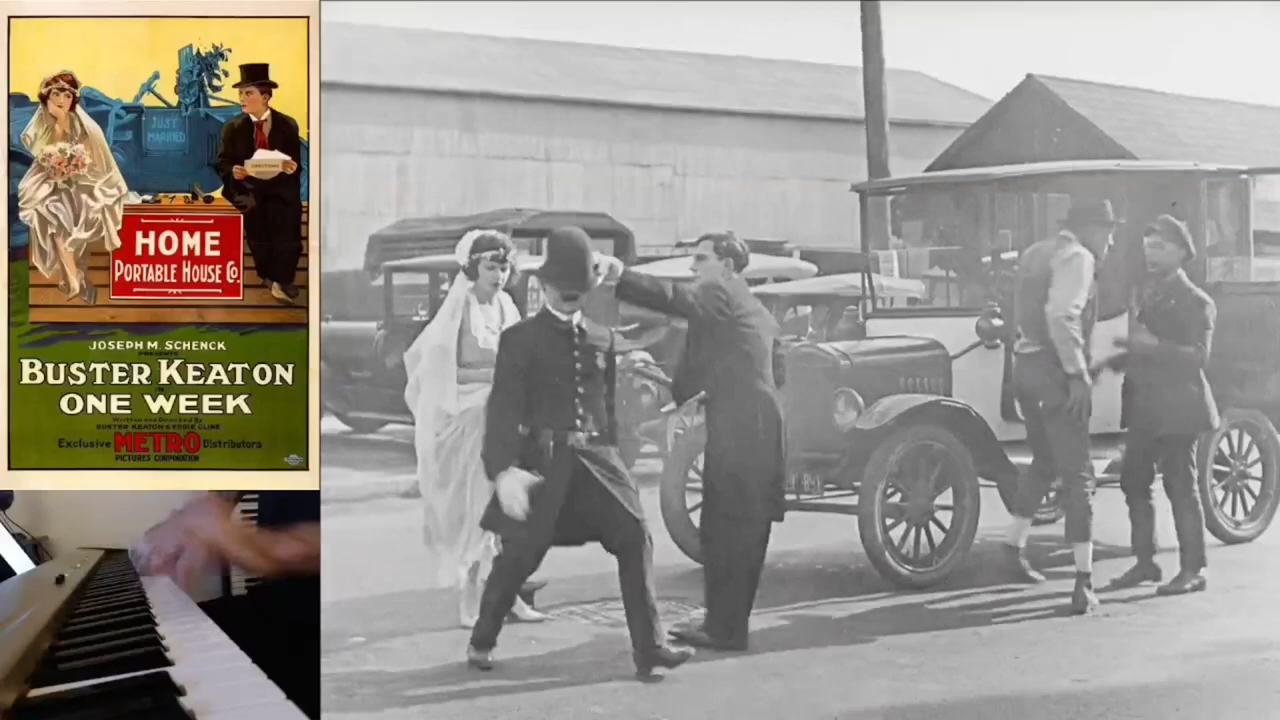 JUST
MARRIED
DIRECTIONS
HOME
PORTABLE HOUSE CO.
JOSEPH M. SCHENCK
PRESENTS
BUSTER KEATON
IN
ONE WEEK
Written and Directed By
BUSTER KEATON & EDDIE CLINE
Exclusive METRO Distributors
PICTURES CORPORATION